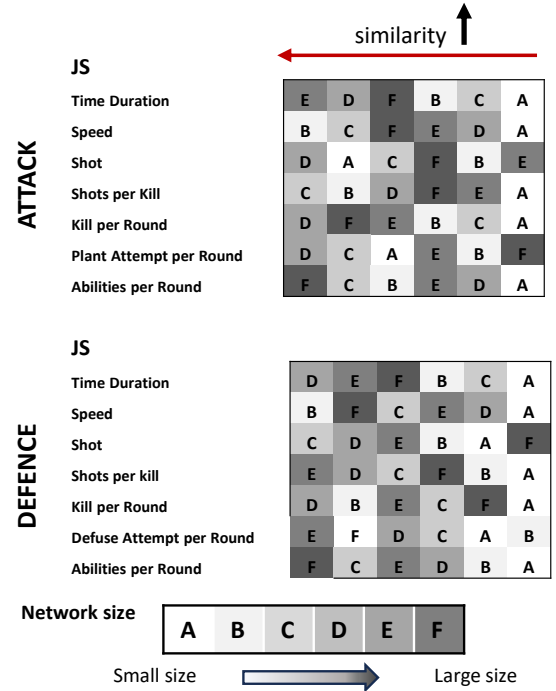 similarity
JS
Time Duration E D F B C A
Speed B C F E D A
Shot D A C F B E
Shots per Kill C B D F E A
Kill per Round D F E B C A
Plant Attempt per Round D C A E B F
Abilities per Round F C B E D A
ATTACK
JS
Time Duration D E F B C A
Speed B F C E D A
Shot C D E B A F
Shots per kill E D C F B A
Kill per Round D B E C F A
Defuse Attempt per Round E F D C A B
Abilities per Round F C E D B A
DEFENCE
Network size A B C D E F
Small size Large size